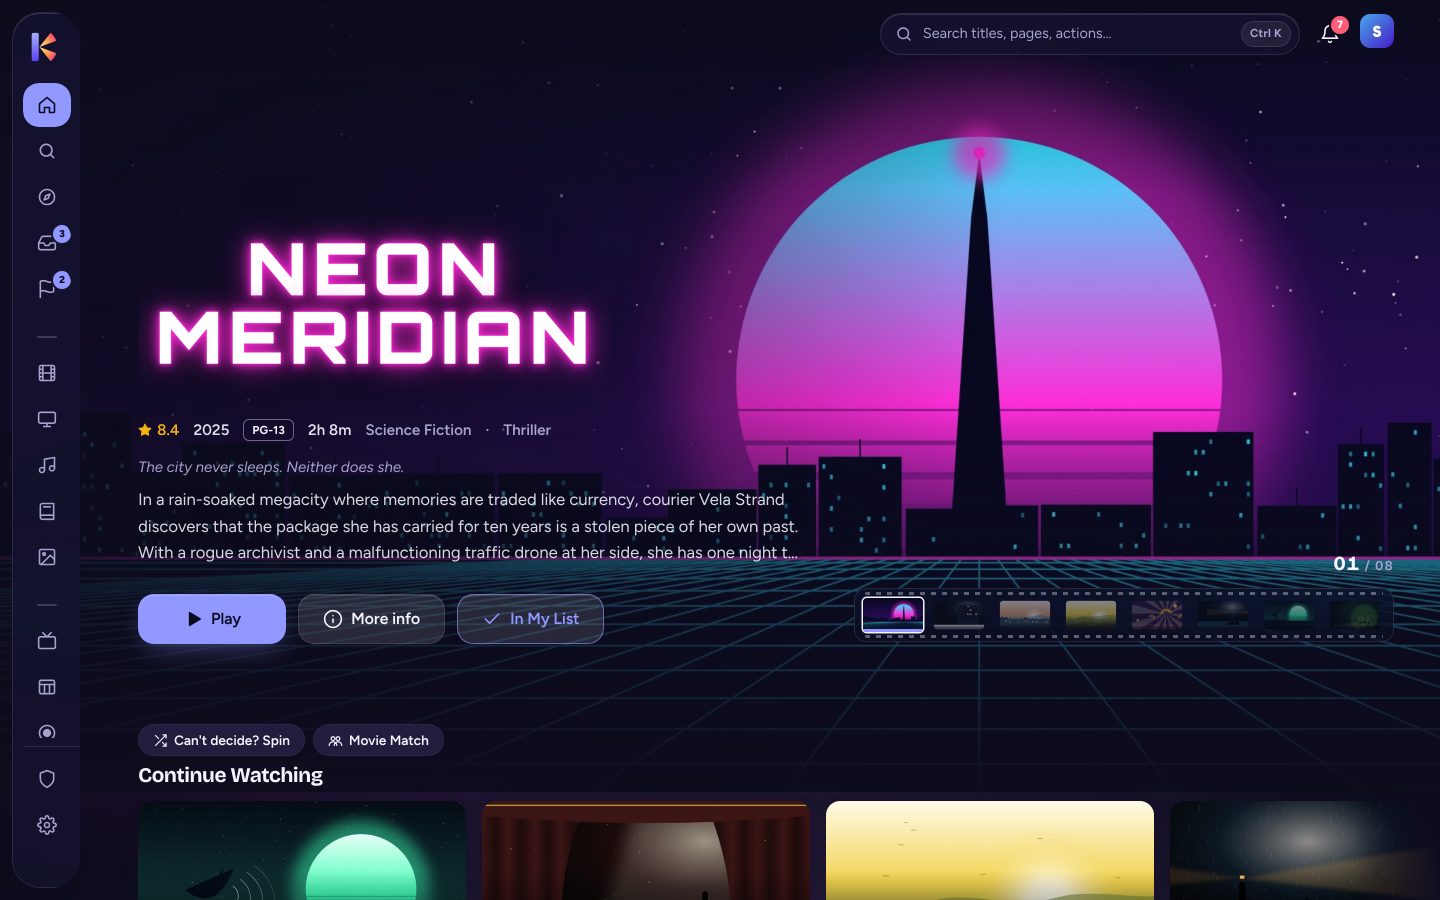 Search titles, pages, actions...
Ctrl K
7
S
3
2
NEON
MERIDIAN
8.4
2025
PG-13
2h 8m
Science Fiction · Thriller
The city never sleeps. Neither does she.
In a rain-soaked megacity where memories are traded like currency, courier Vela Strand
discovers that the package she has carried for ten years is a stolen piece of her own past.
With a rogue archivist and a malfunctioning traffic drone at her side, she has one night t...
01 / 08
Play
More info
In My List
Can't decide? Spin
Movie Match
Continue Watching